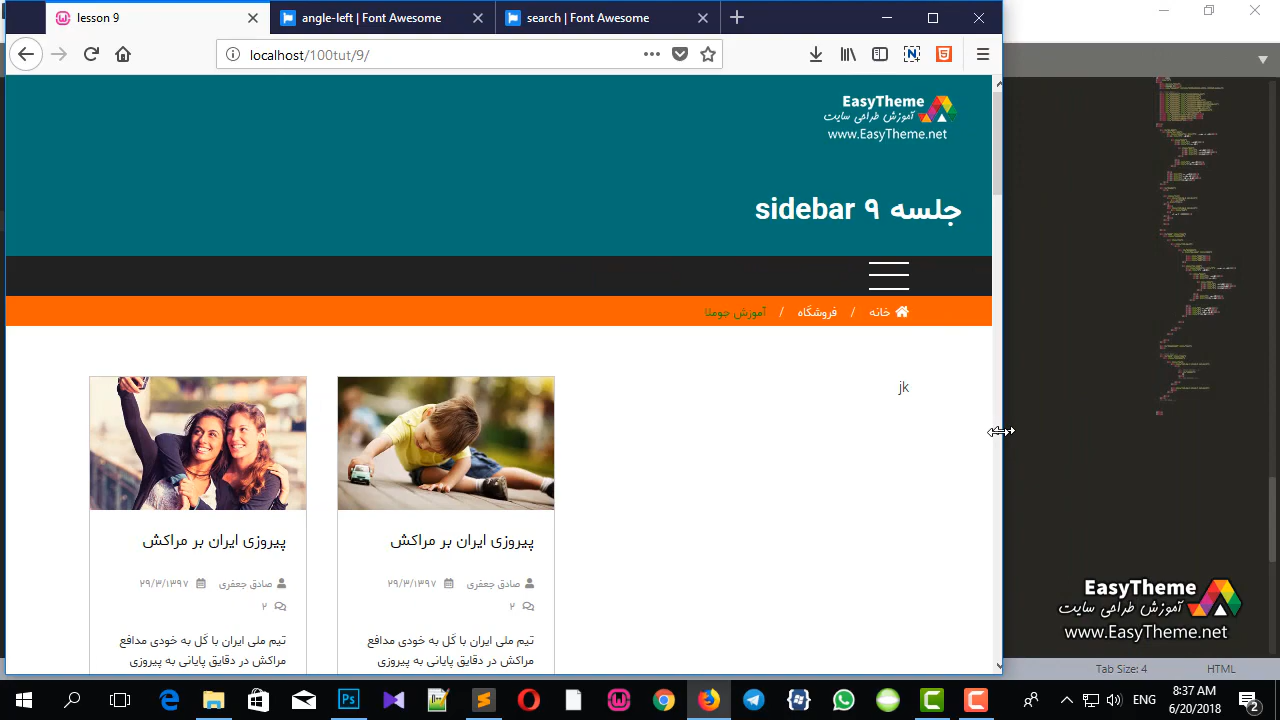 lesson 9
angle-left | Font Awesome
search | Font Awesome
localhost/100tut/9/
EasyTheme
آموزش طراحی سایت
www.EasyTheme.net
جلسه ۹ sidebar
خانه / فروشگاه / آموزش جوملا
jk
پیروزی ایران بر مراکش
صادق جعفری ۲۹/۳/۱۳۹۷
۲
تیم ملی ایران با گل به خودی مدافع
مراکش در دقایق پایانی به پیروزی
پیروزی ایران بر مراکش
صادق جعفری ۲۹/۳/۱۳۹۷
۲
تیم ملی ایران با گل به خودی مدافع
مراکش در دقایق پایانی به پیروزی
EasyTheme
آموزش طراحی سایت
www.EasyTheme.net
Tab Size: 4
HTML
ENG
8:37 AM
6/20/2018
2